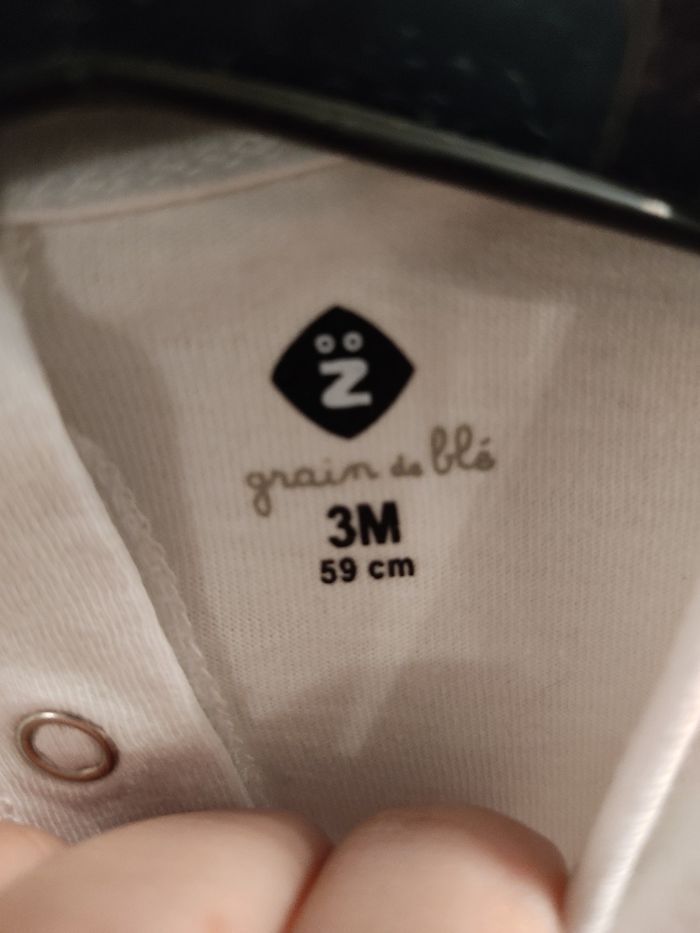 z̈
grain de blé
3M
59 cm